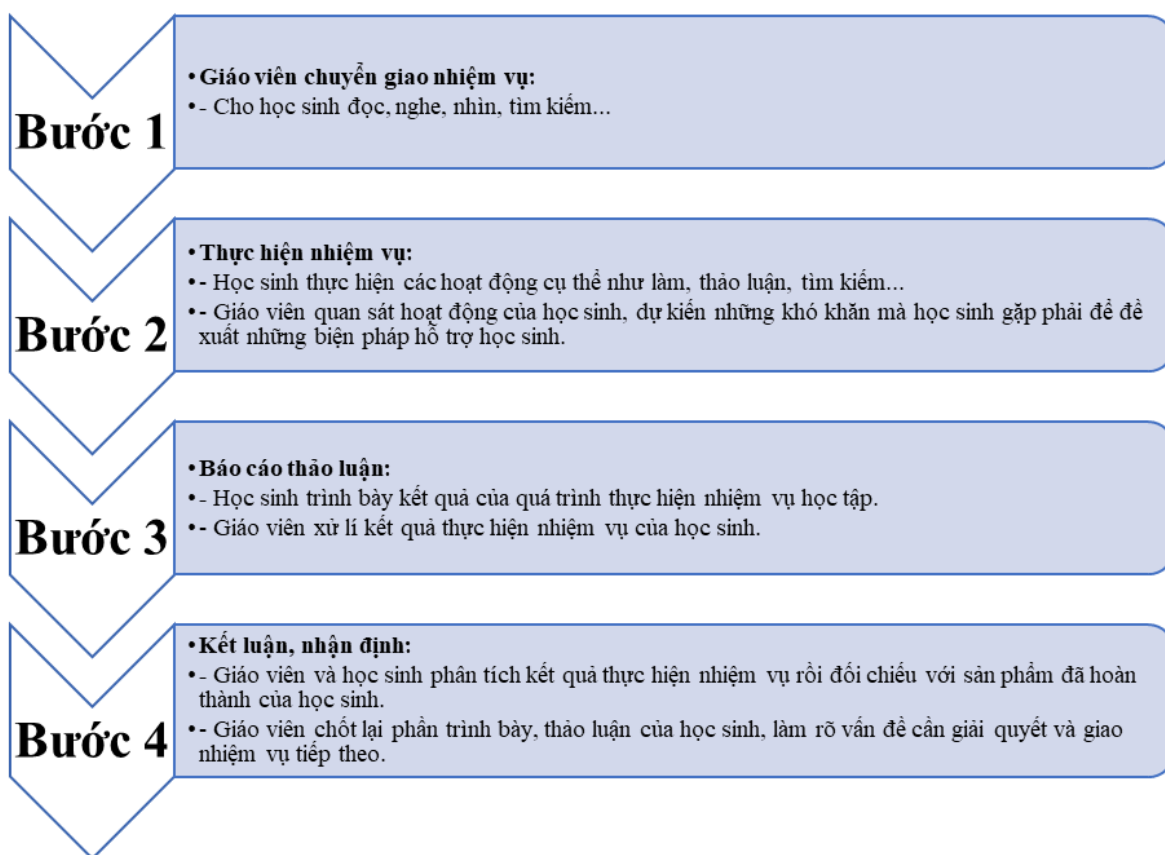 Bước 1
• Giáo viên chuyển giao nhiệm vụ:
• - Cho học sinh đọc, nghe, nhìn, tìm kiếm...
Bước 2
• Thực hiện nhiệm vụ:
• - Học sinh thực hiện các hoạt động cụ thể như làm, thảo luận, tìm kiếm...
• - Giáo viên quan sát hoạt động của học sinh, dự kiến những khó khăn mà học sinh gặp phải để đề
xuất những biện pháp hỗ trợ học sinh.
Bước 3
• Báo cáo thảo luận:
• - Học sinh trình bày kết quả của quá trình thực hiện nhiệm vụ học tập.
• - Giáo viên xử lí kết quả thực hiện nhiệm vụ của học sinh.
Bước 4
• Kết luận, nhận định:
• - Giáo viên và học sinh phân tích kết quả thực hiện nhiệm vụ rồi đối chiếu với sản phẩm đã hoàn
thành của học sinh.
• - Giáo viên chốt lại phần trình bày, thảo luận của học sinh, làm rõ vấn đề cần giải quyết và giao
nhiệm vụ tiếp theo.